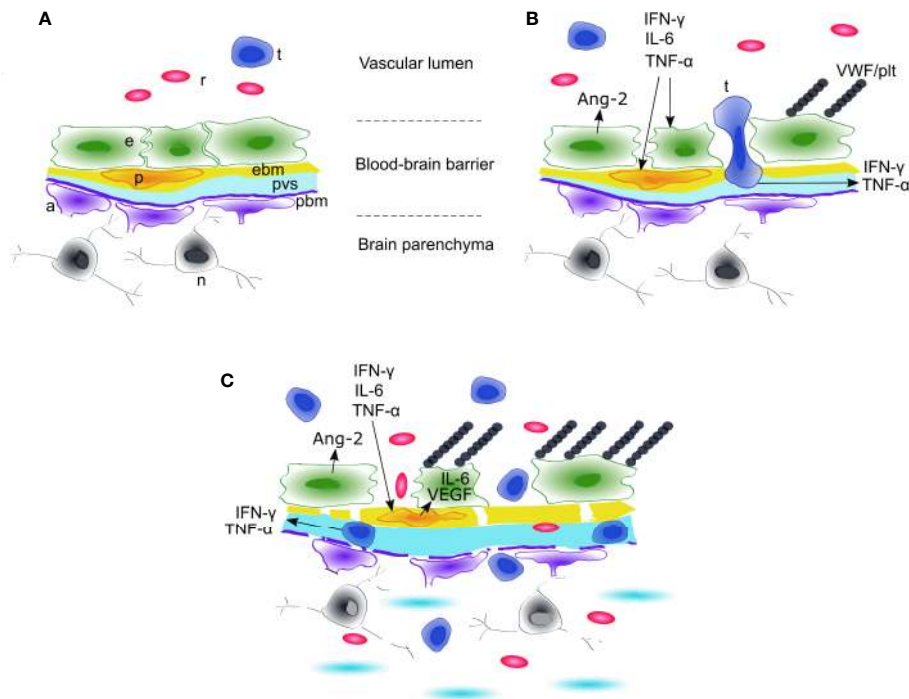 A
t
r
e
p
ebm
pvs
pbm
a
n
Vascular lumen
Blood-brain barrier
Brain parenchyma
B
IFN-γ
IL-6
TNF-α
Ang-2
t
VWF/plt
IFN-γ
TNF-α
C
IFN-γ
IL-6
TNF-α
Ang-2
IL-6
VEGF
IFN-γ
TNF-α